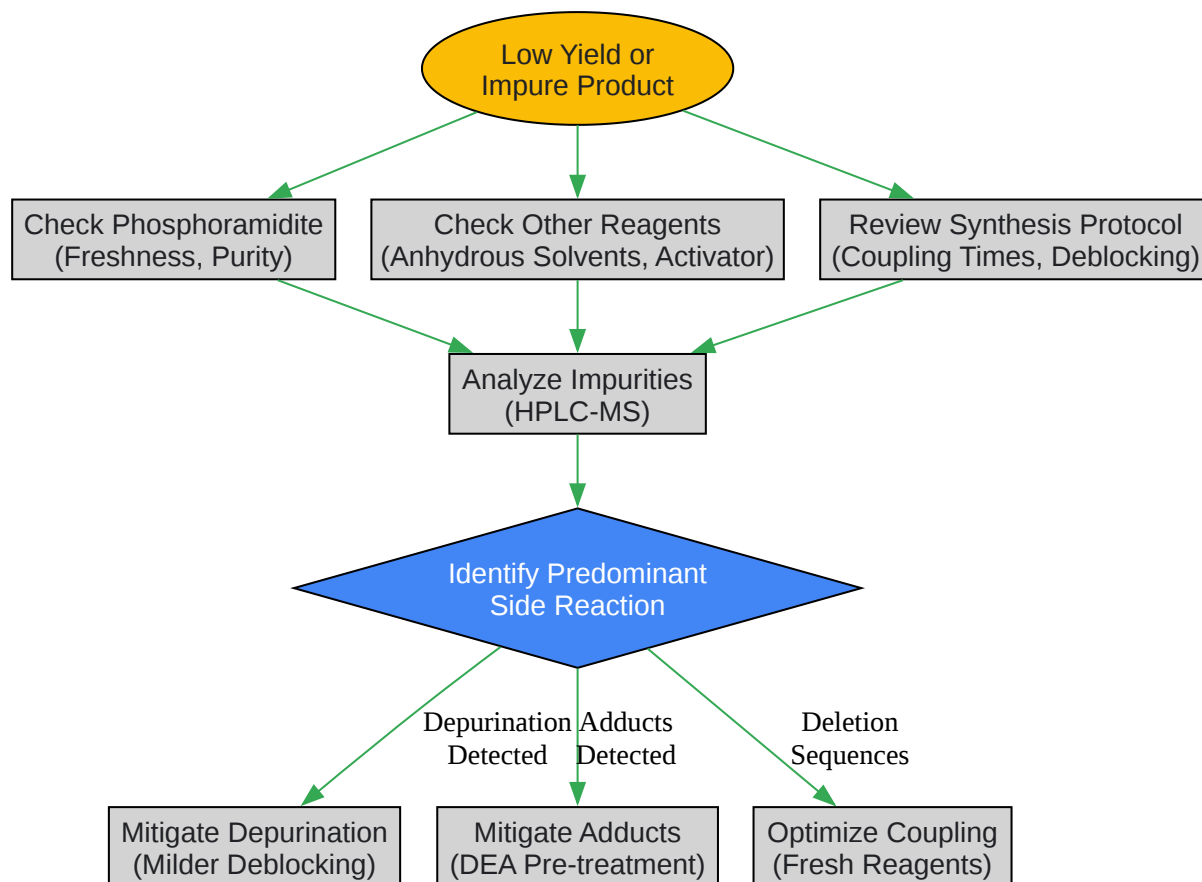 Low Yield or
Impure Product
Check Phosphoramidite
(Freshness, Purity)
Check Other Reagents
(Anhydrous Solvents, Activator)
Review Synthesis Protocol
(Coupling Times, Deblocking)
Analyze Impurities
(HPLC-MS)
Identify Predominant
Side Reaction
Depurination
Detected
Adducts
Detected
Deletion
Sequences
Mitigate Depurination
(Milder Deblocking)
Mitigate Adducts
(DEA Pre-treatment)
Optimize Coupling
(Fresh Reagents)